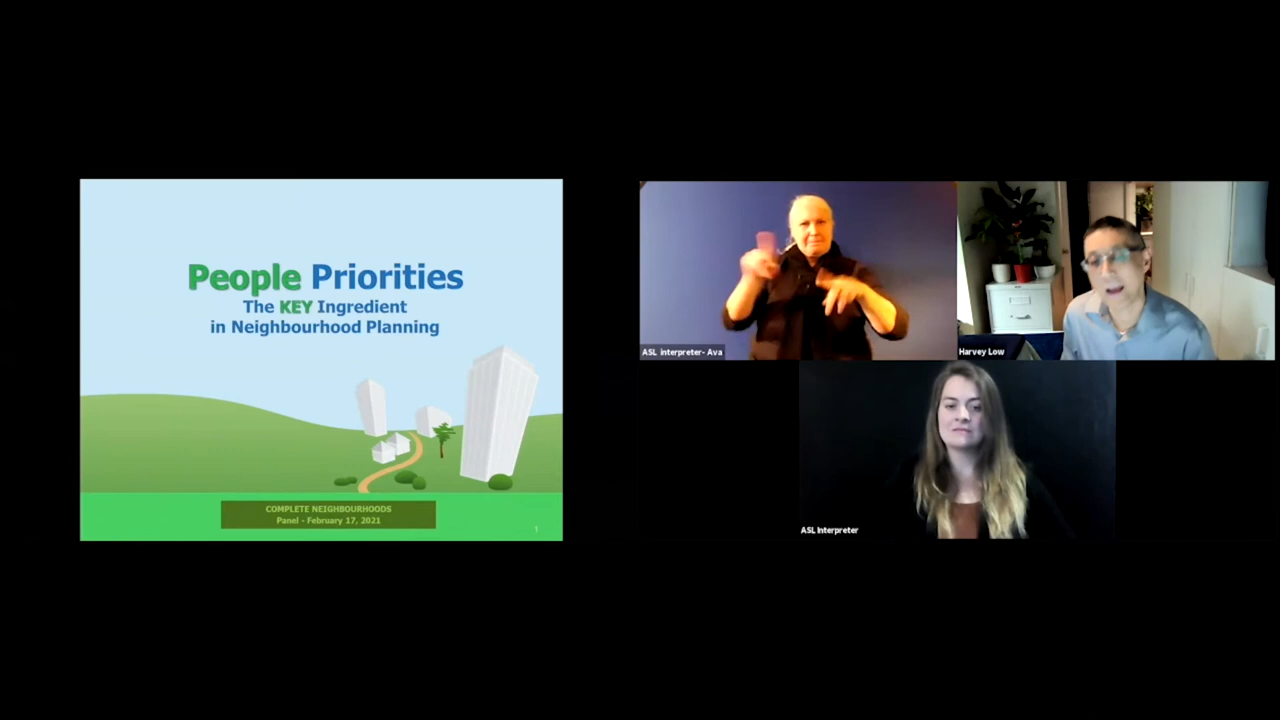 People Priorities
The KEY Ingredient
in Neighbourhood Planning
COMPLETE NEIGHBOURHOODS
Panel - February 17, 2021
1
ASL interpreter- Ava
Harvey Low
ASL Interpreter